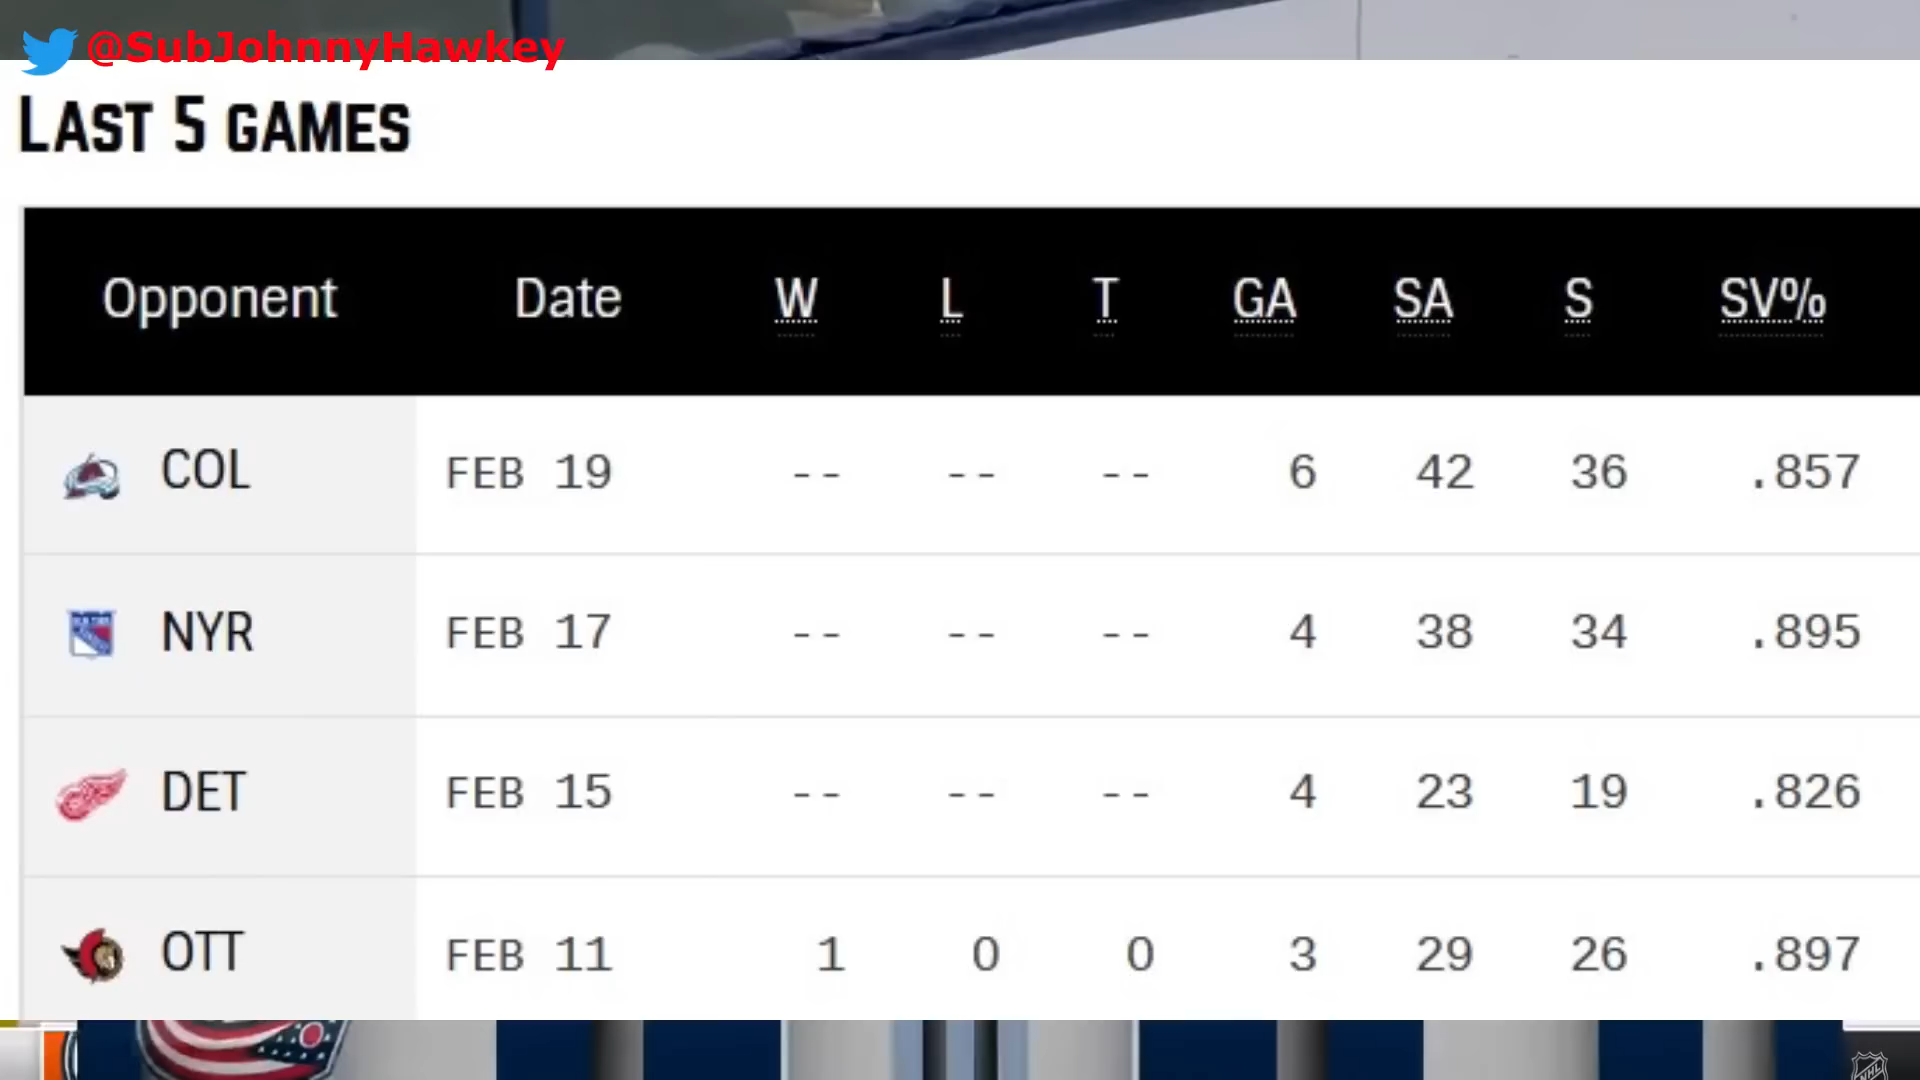 @SubJohnnyHawkey
LAST 5 GAMES
Opponent Date W L T GA SA S SV%
COL FEB 19 -- -- -- 6 42 36 .857
NYR FEB 17 -- -- -- 4 38 34 .895
DET FEB 15 -- -- -- 4 23 19 .826
OTT FEB 11 1 0 0 3 29 26 .897
NHL